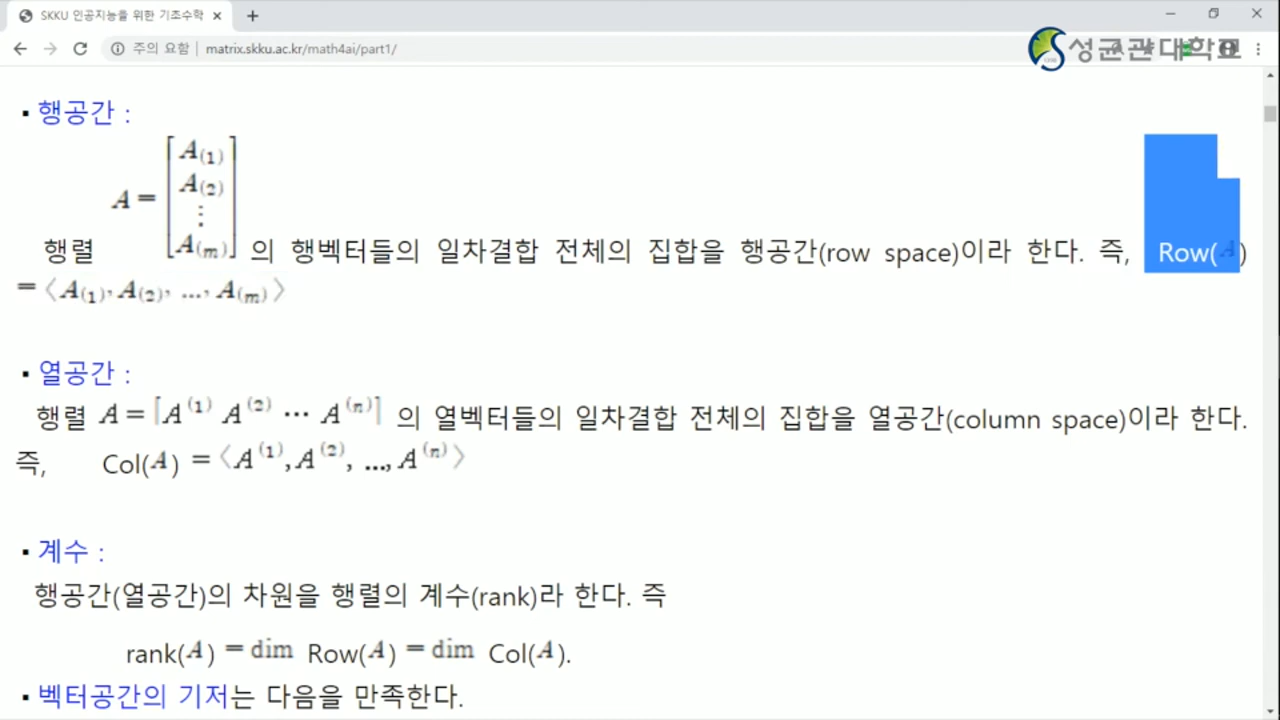 SKKU 인공지능을 위한 기초수학
주의 요함 | matrix.skku.ac.kr/math4ai/part1/
성균관대학교
▪ 행공간 :
행렬 A = [A(1) A(2) ⋮ A(m)] 의 행벡터들의 일차결합 전체의 집합을 행공간(row space)이라 한다. 즉, Row(A)
= 〈A(1), A(2), ..., A(m)〉
▪ 열공간 :
행렬 A = [A^(1) A^(2) ⋯ A^(n)] 의 열벡터들의 일차결합 전체의 집합을 열공간(column space)이라 한다.
즉, Col(A) = 〈A^(1), A^(2), ..., A^(n)〉
▪ 계수 :
행공간(열공간)의 차원을 행렬의 계수(rank)라 한다. 즉
rank(A) = dim Row(A) = dim Col(A).
▪ 벡터공간의 기저는 다음을 만족한다.